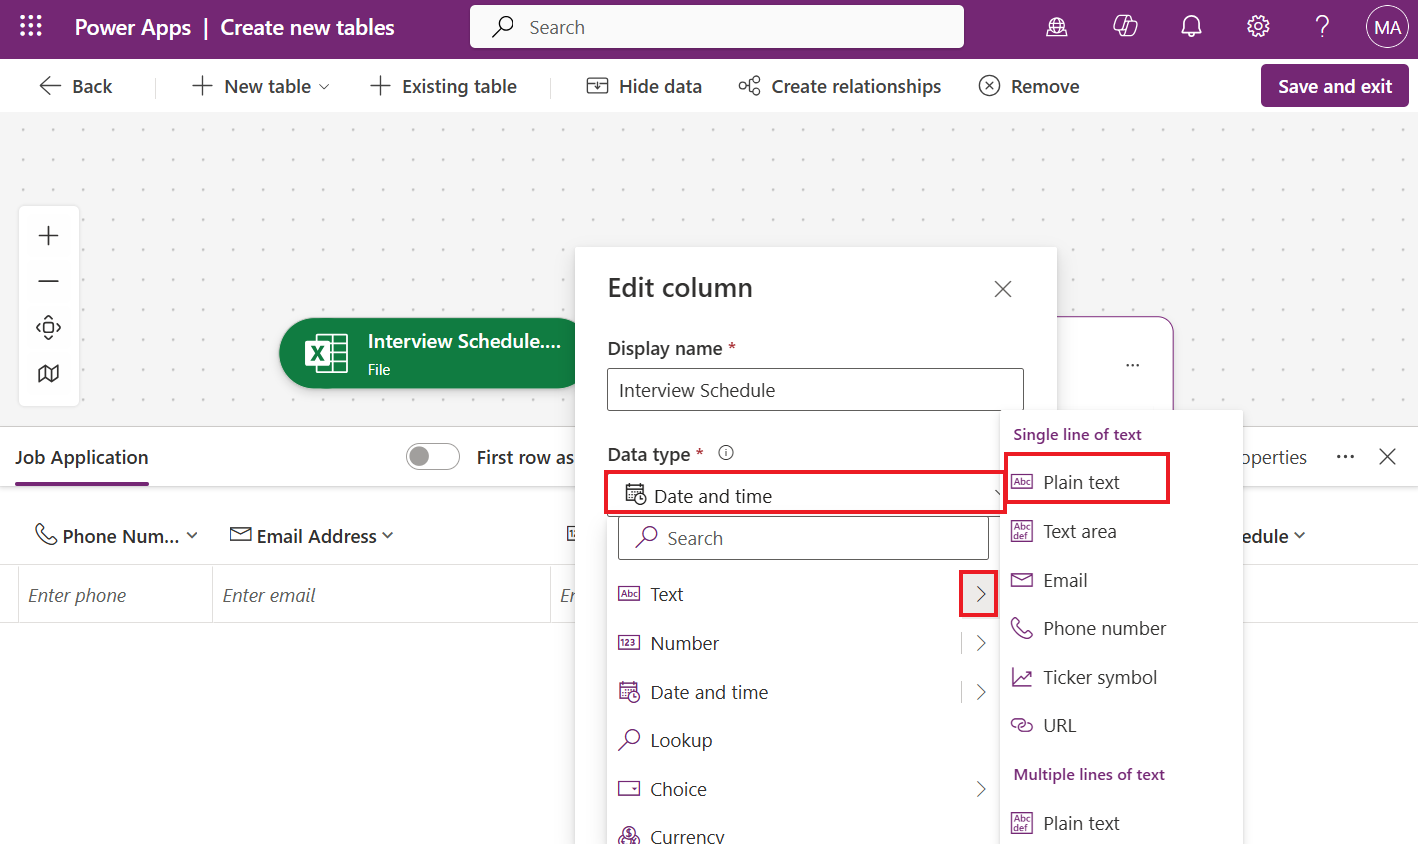 Power Apps | Create new tables
Search
MA
Back
New table
Existing table
Hide data
Create relationships
Remove
Save and exit
Interview Schedule....
File
Edit column
Display name *
Interview Schedule
Data type *
Date and time
Search
Text
Number
Date and time
Lookup
Choice
Currency
Single line of text
Plain text
Text area
Email
Phone number
Ticker symbol
URL
Multiple lines of text
Plain text
Job Application
First row as
operties
Phone Num...
Email Address
edule
Enter phone
Enter email